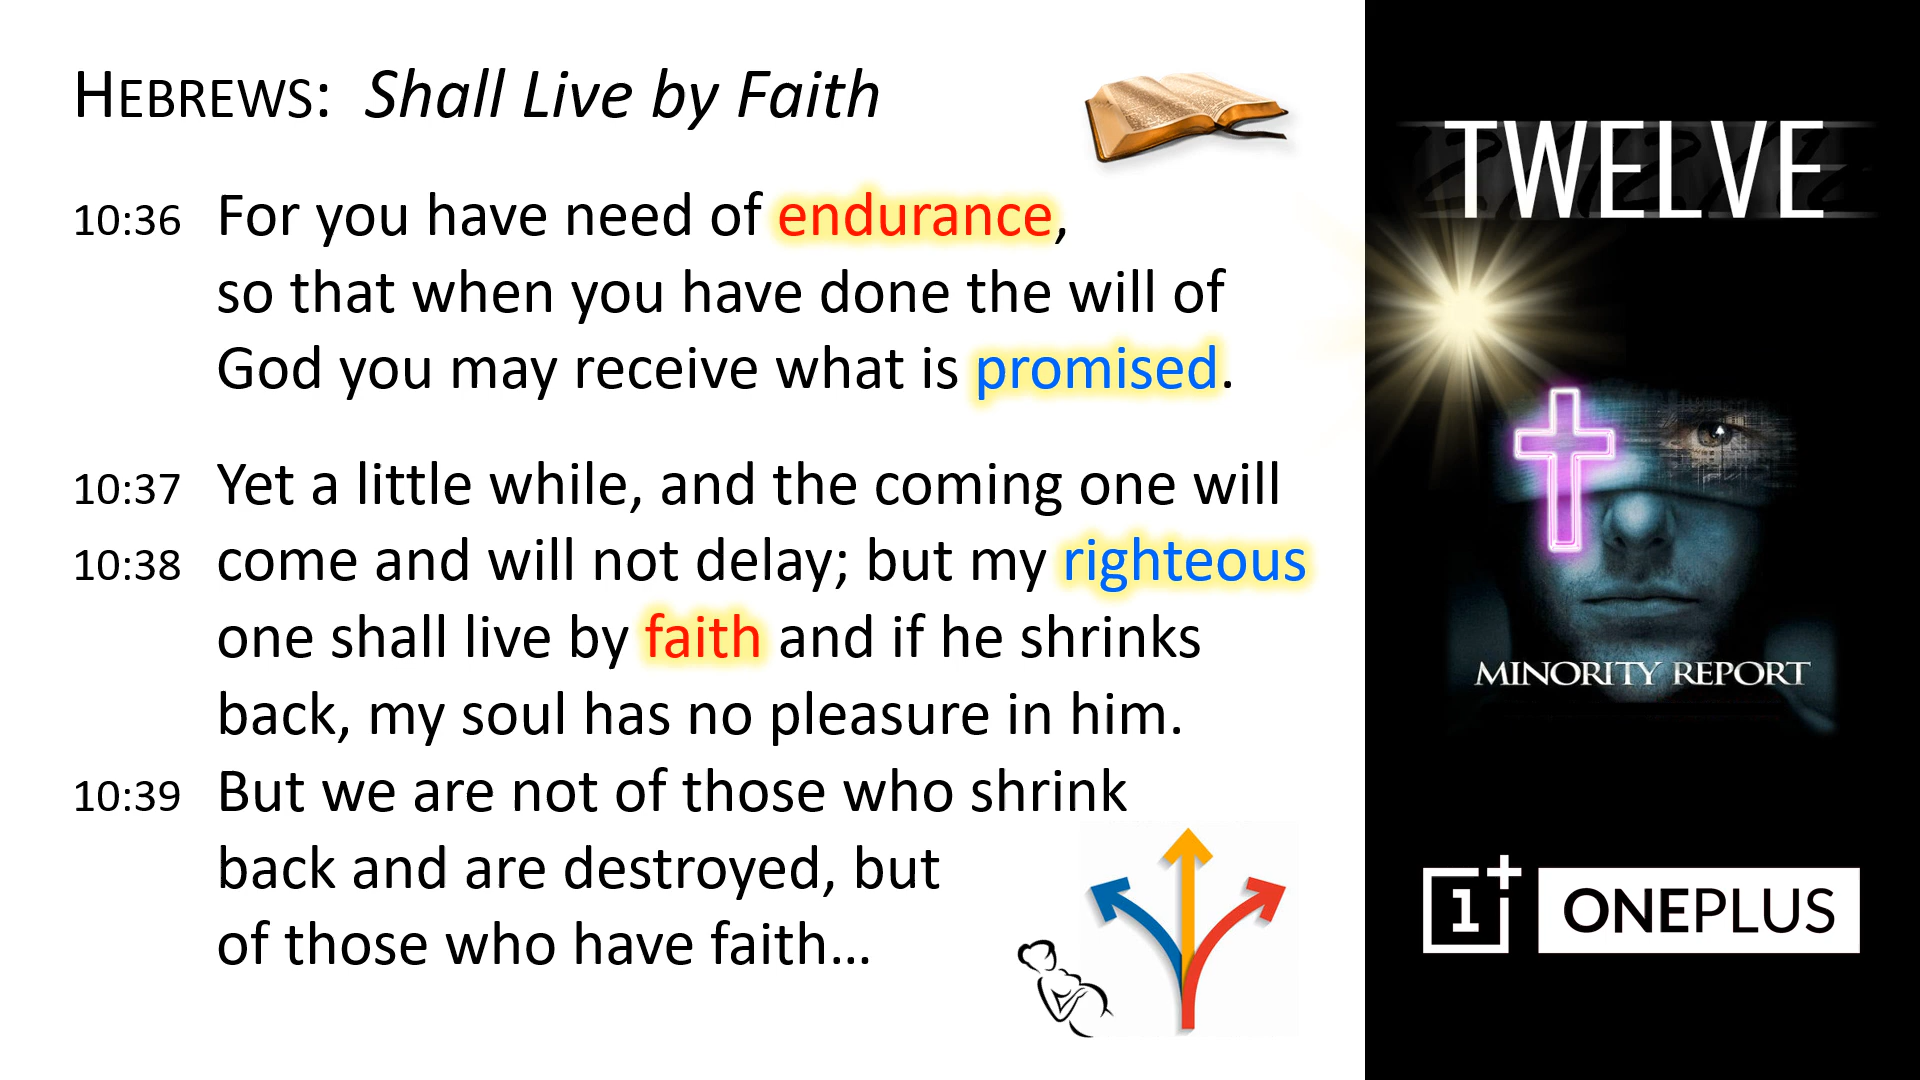 HEBREWS: Shall Live by Faith
10:36 For you have need of endurance,
so that when you have done the will of
God you may receive what is promised.
10:37 Yet a little while, and the coming one will
10:38 come and will not delay; but my righteous
one shall live by faith and if he shrinks
back, my soul has no pleasure in him.
10:39 But we are not of those who shrink
back and are destroyed, but
of those who have faith…
TWELVE
MINORITY REPORT
1+ ONEPLUS